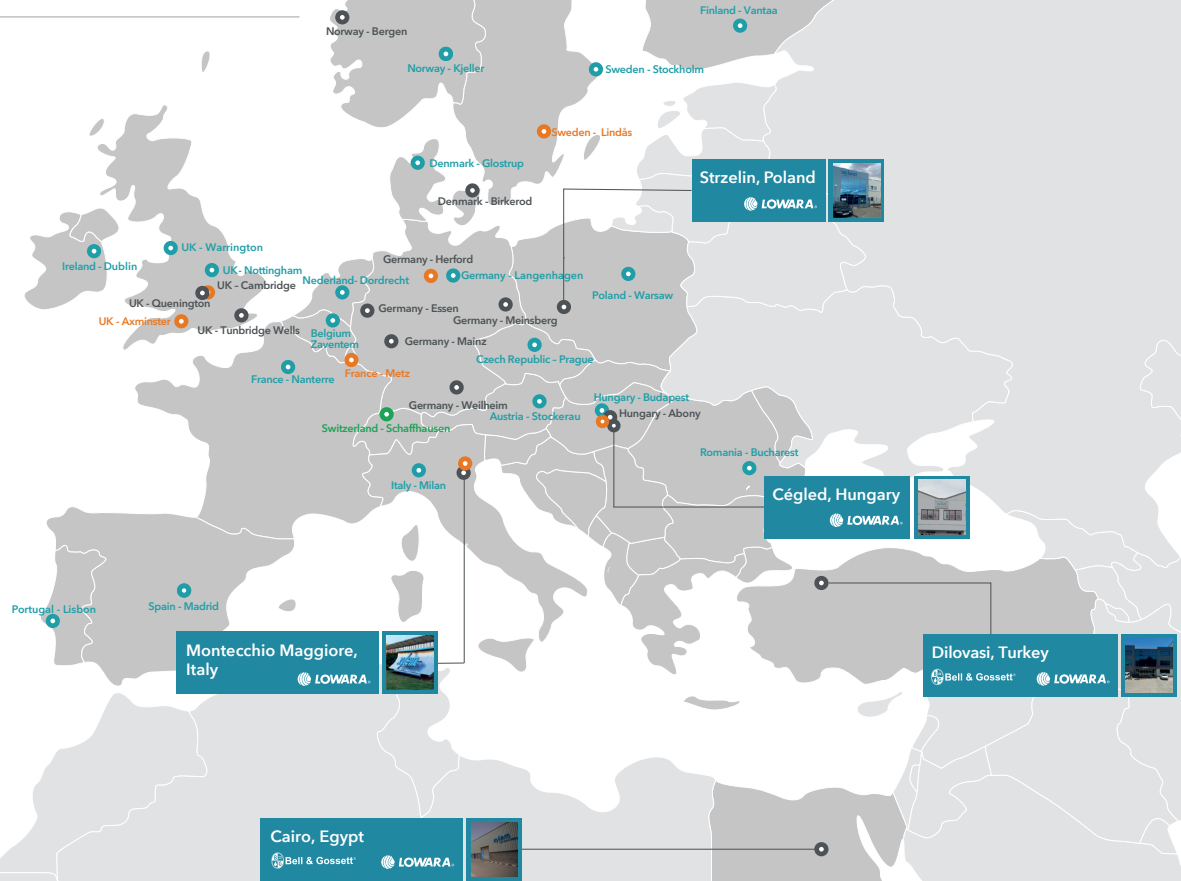 Finland - Vantaa
Norway - Bergen
Norway - Kjeller
Sweden - Stockholm
Sweden - Lindås
Denmark - Glostrup
Denmark - Birkerod
Strzelin, Poland
LOWARA
Ireland - Dublin
UK - Warrington
UK - Nottingham
UK - Cambridge
UK - Quenington
UK - Axminster
UK - Tunbridge Wells
Germany - Herford
Germany - Langenhagen
Nederland- Dordrecht
Germany - Essen
Germany - Meinsberg
Poland - Warsaw
Belgium
Zaventem
Germany - Mainz
Czech Republic - Prague
France - Nanterre
France - Metz
Germany - Weilheim
Austria - Stockerau
Hungary - Budapest
Hungary - Abony
Switzerland - Schaffhausen
Romania - Bucharest
Italy - Milan
Cégled, Hungary
LOWARA
Portugal - Lisbon
Spain - Madrid
Montecchio Maggiore,
Italy
LOWARA
Dilovasi, Turkey
Bell & Gossett
LOWARA
Cairo, Egypt
Bell & Gossett
LOWARA